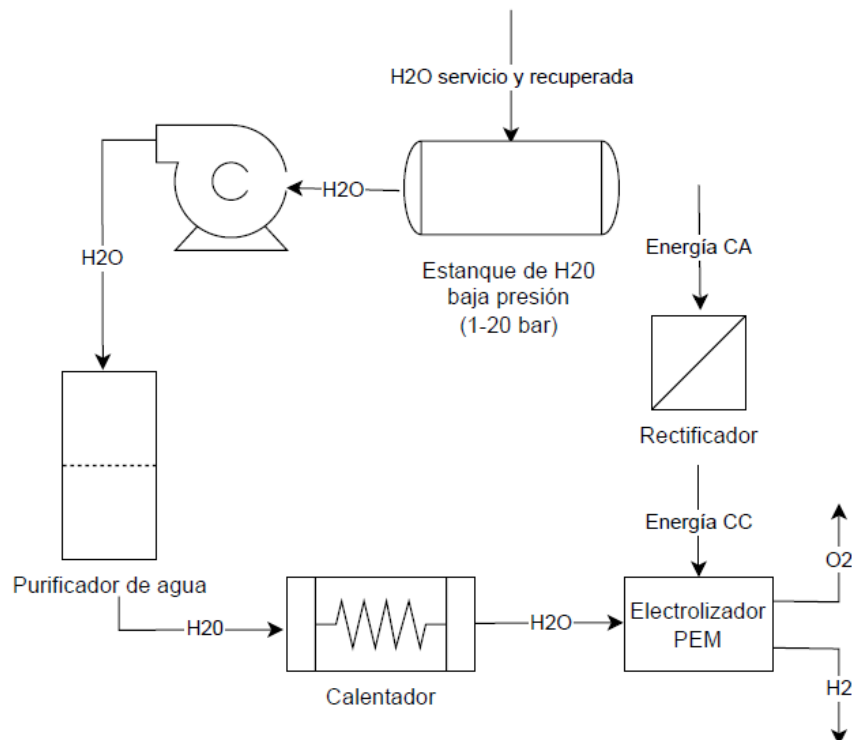 H2O servicio y recuperada
H2O
Estanque de H20
baja presión
(1-20 bar)
Energía CA
H2O
Rectificador
Energía CC
O2
Purificador de agua
H20
H2O
Electrolizador
PEM
Calentador
H2